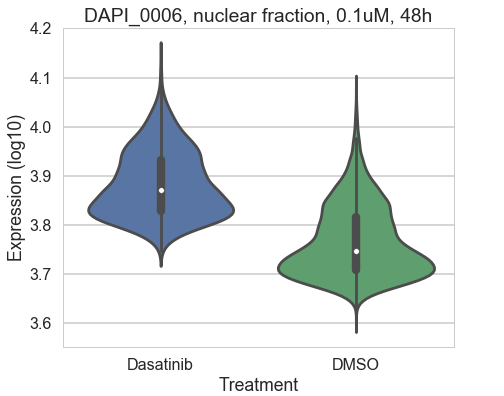 DAPI_0006, nuclear fraction, 0.1uM, 48h
4.2
4.1
4.0
3.9
3.8
3.7
3.6
Expression (log10)
Dasatinib
DMSO
Treatment